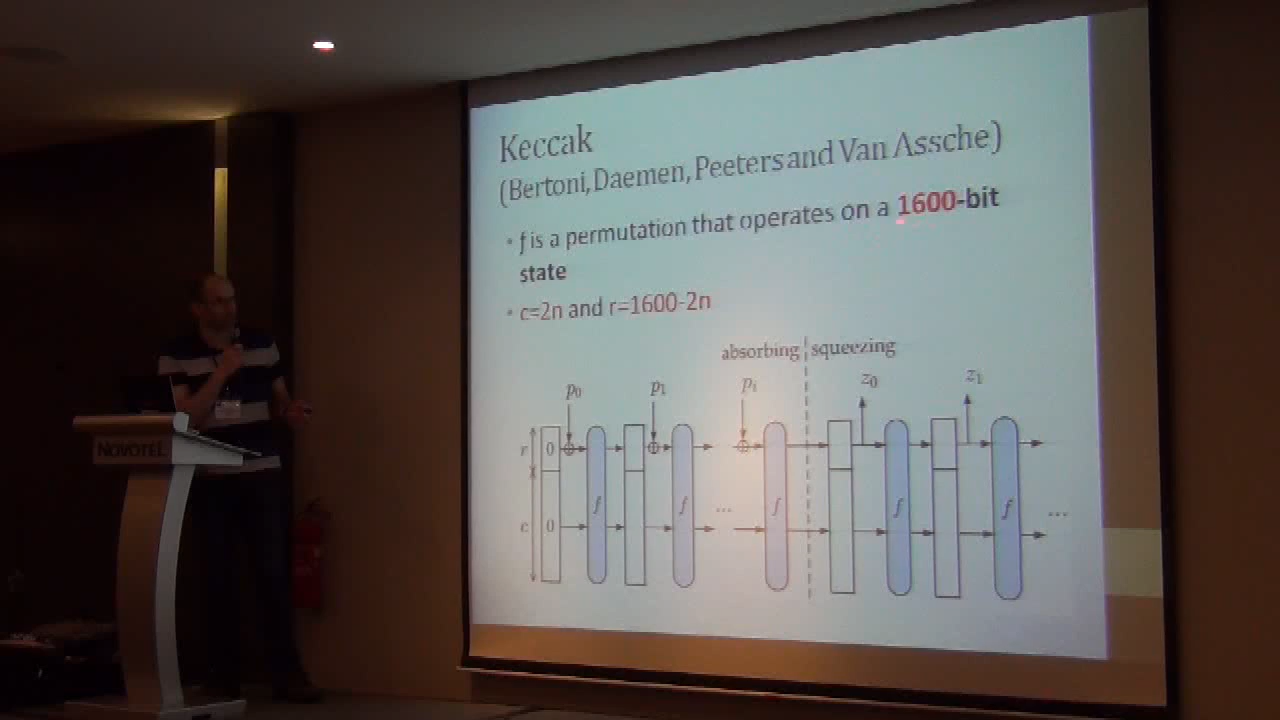 Keccak
(Bertoni, Daemen, Peeters and Van Assche)
• f is a permutation that operates on a 1600-bit
state
• c=2n and r=1600-2n
absorbing squeezing
p0 p1 pi z0 z1
r 0
f f ... f f f ...
c 0
NOVOTEL